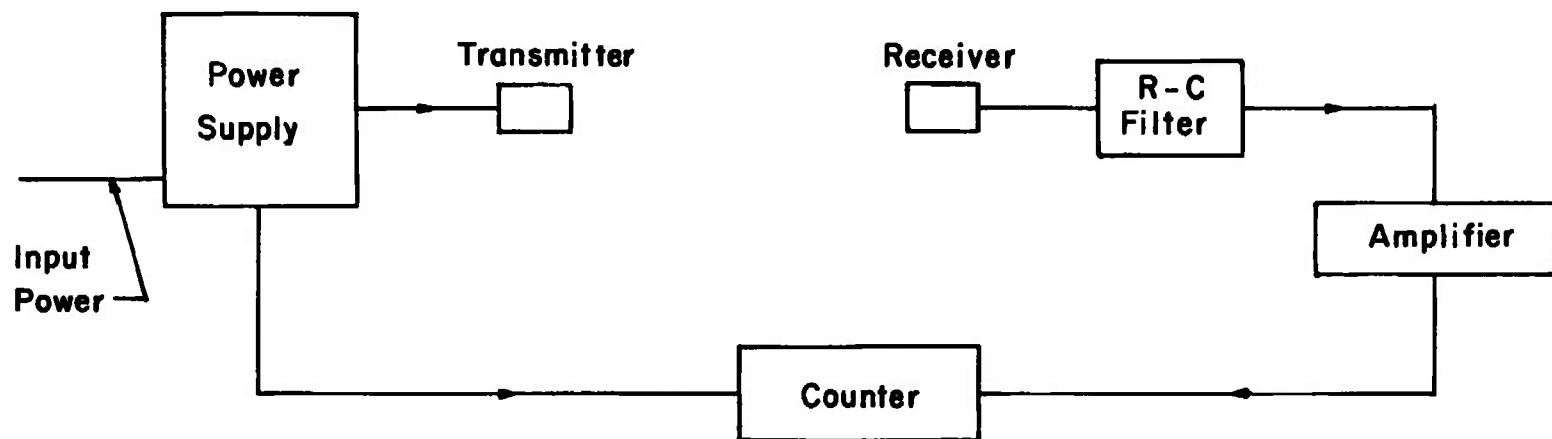 Power
Supply
Transmitter
Receiver
R-C
Filter
Amplifier
Input
Power
Counter